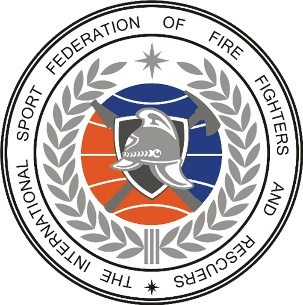 THE INTERNATIONAL SPORT FEDERATION OF FIRE FIGHTERS AND RESCUERS